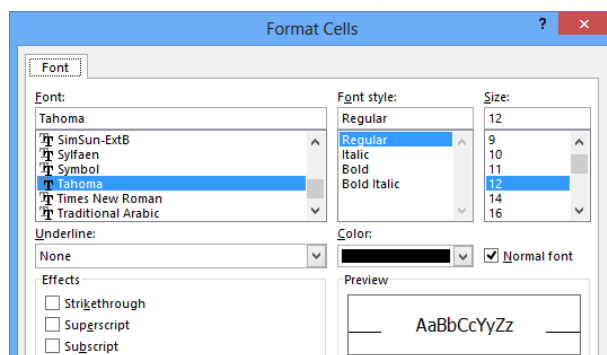 Format Cells
?
Font
Font:
Font style:
Size:
Tahoma
Regular
12
SimSun-ExtB
Sylfaen
Symbol
Tahoma
Times New Roman
Traditional Arabic
Regular
Italic
Bold
Bold Italic
9
10
11
12
14
16
Underline:
Color:
None
Normal font
Effects
Strikethrough
Superscript
Subscript
Preview
AaBbCcYyZz